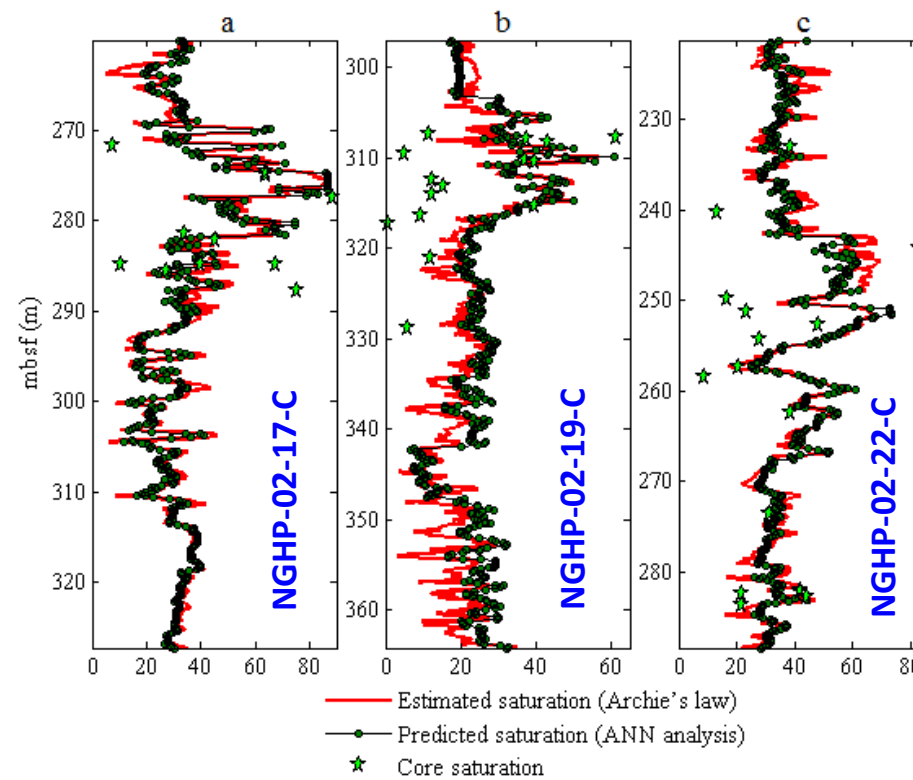 a
b
c
mbsf (m)
270
280
290
300
310
320
0 20 40 60 80
NGHP-02-17-C
300
310
320
330
340
350
360
0 20 40 60
NGHP-02-19-C
230
240
250
260
270
280
0 20 40 60 80
NGHP-02-22-C
Estimated saturation (Archie's law)
Predicted saturation (ANN analysis)
Core saturation